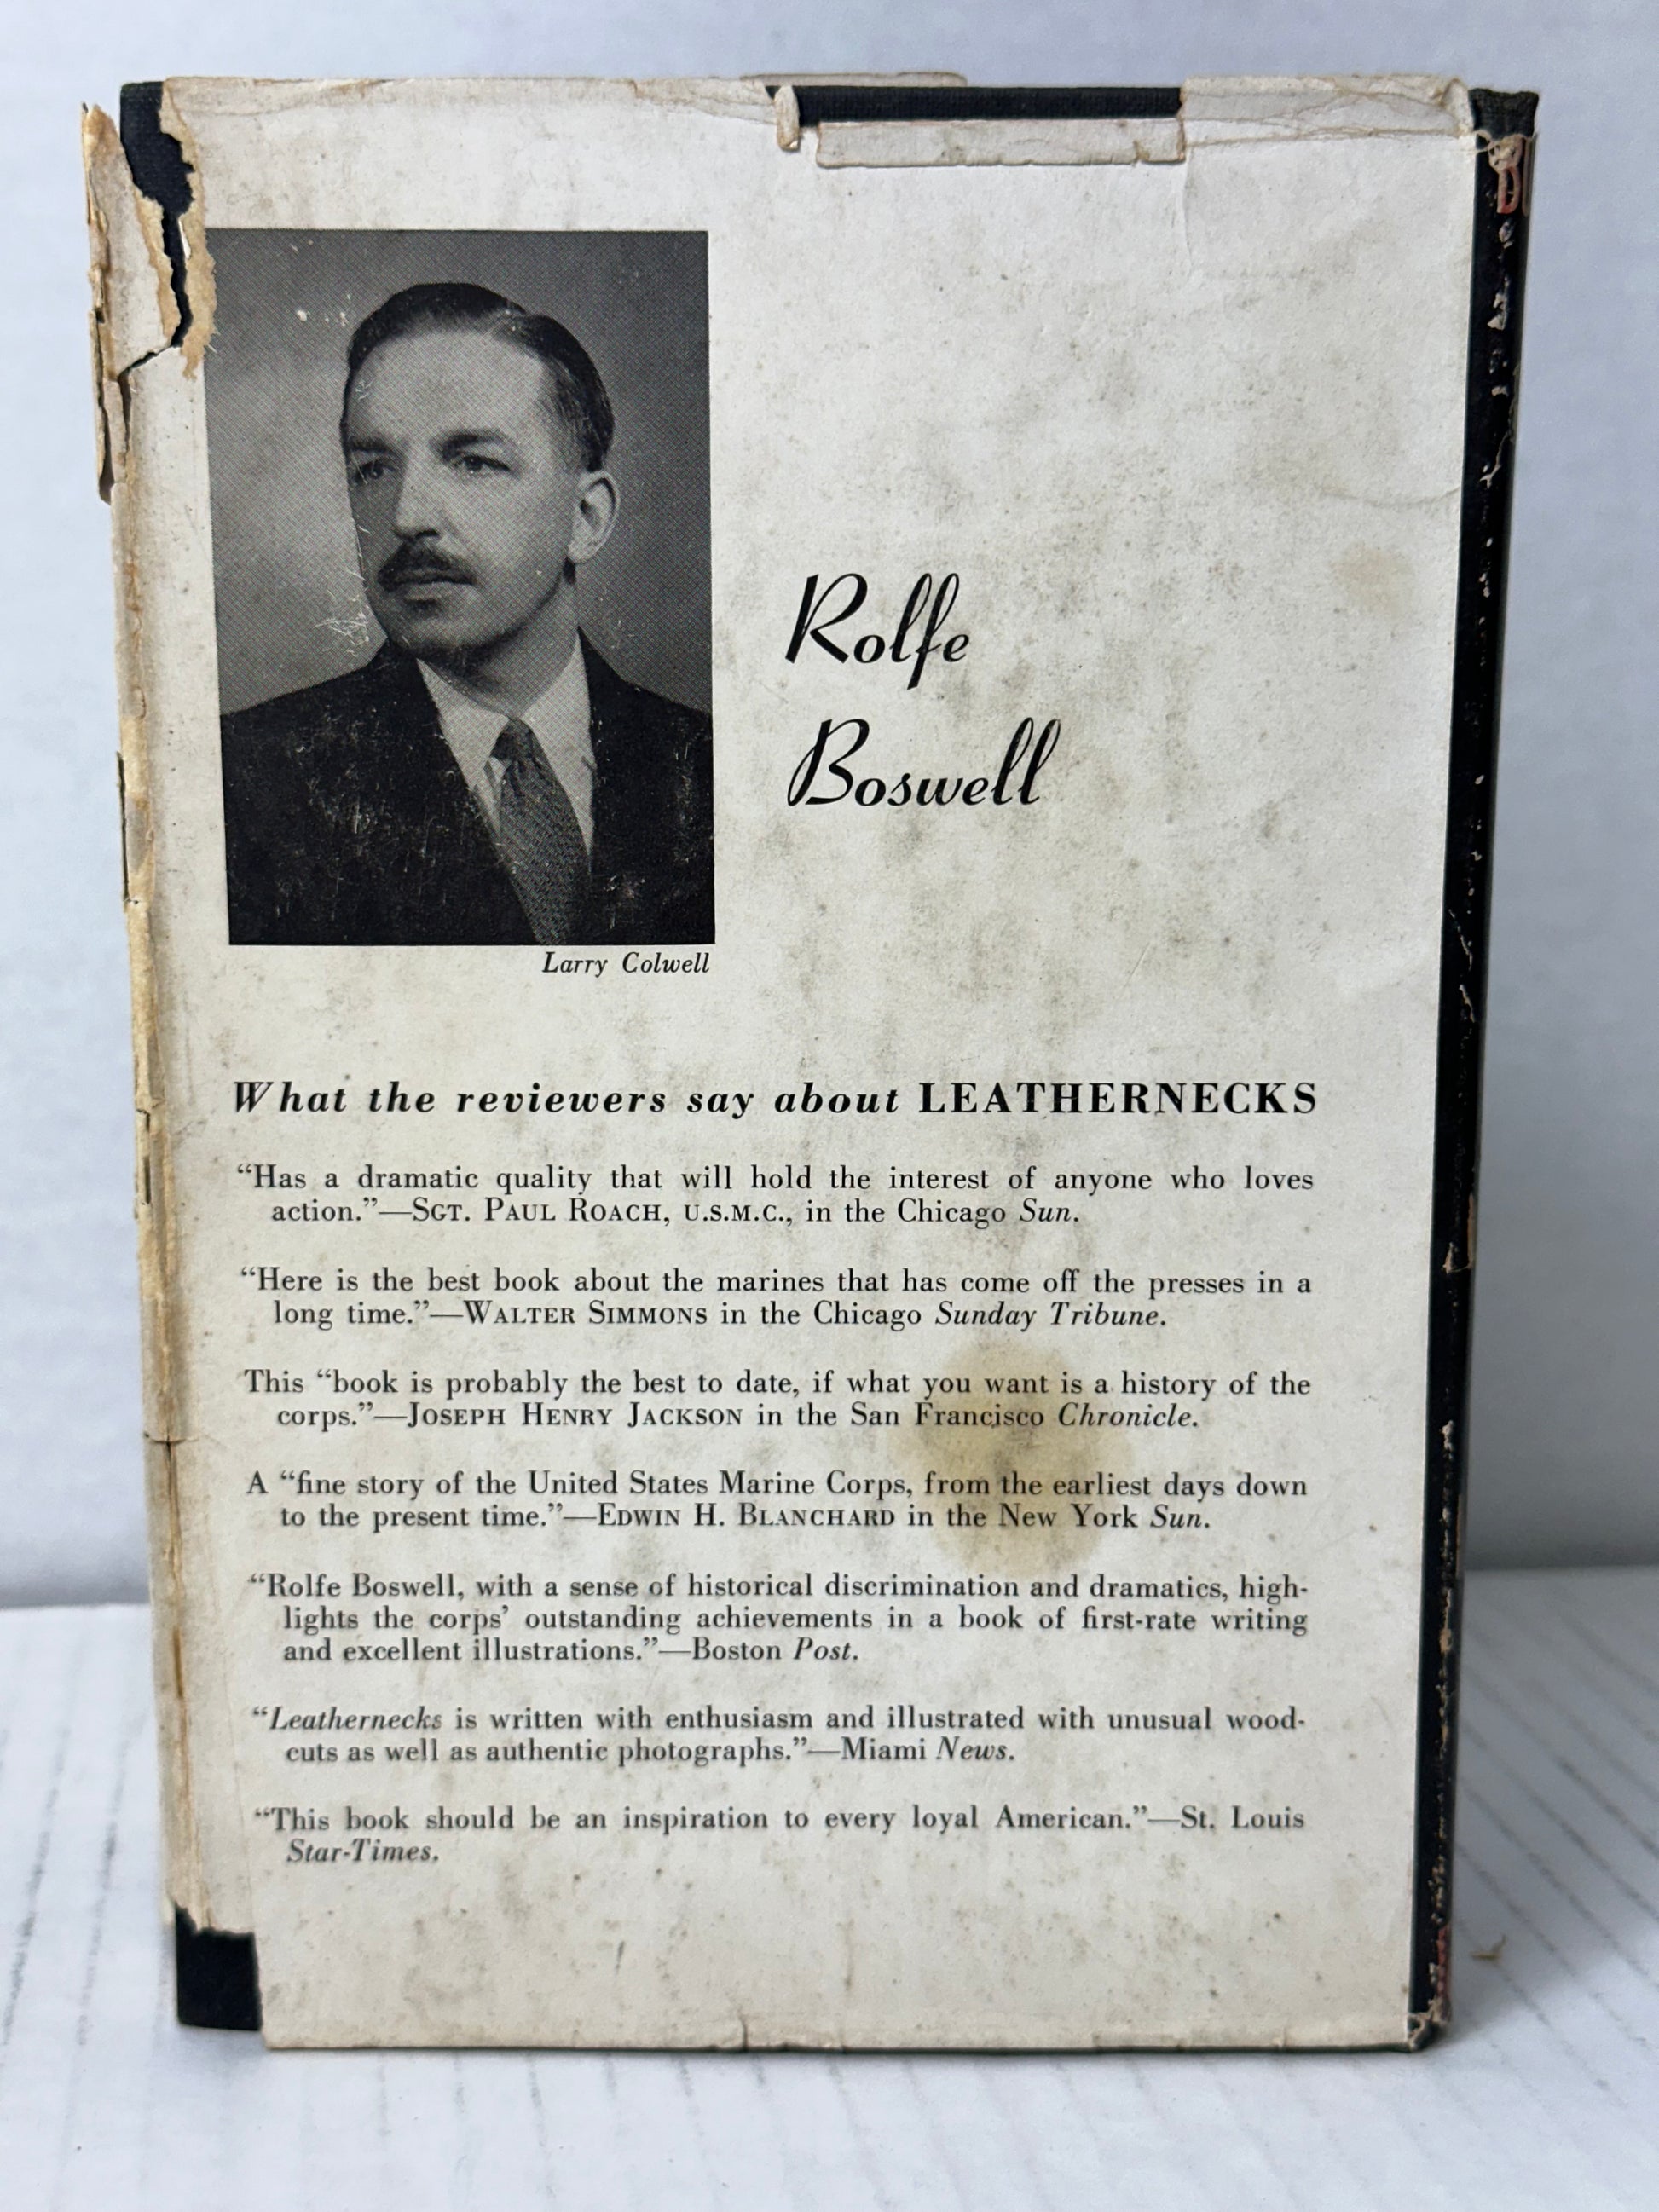 Rolfe
Boswell
Larry Colwell
What the reviewers say about LEATHERNECKS
“Has a dramatic quality that will hold the interest of anyone who loves
action.”—SGT. PAUL ROACH, U.S.M.C., in the Chicago Sun.
“Here is the best book about the marines that has come off the presses in a
long time.”—WALTER SIMMONS in the Chicago Sunday Tribune.
This “book is probably the best to date, if what you want is a history of the
corps.”—JOSEPH HENRY JACKSON in the San Francisco Chronicle.
A “fine story of the United States Marine Corps, from the earliest days down
to the present time.”—EDWIN H. BLANCHARD in the New York Sun.
“Rolfe Boswell, with a sense of historical discrimination and dramatics, high-
lights the corps’ outstanding achievements in a book of first-rate writing
and excellent illustrations.”—Boston Post.
“Leathernecks is written with enthusiasm and illustrated with unusual wood-
cuts as well as authentic photographs.”—Miami News.
“This book should be an inspiration to every loyal American.”—St. Louis
Star-Times.